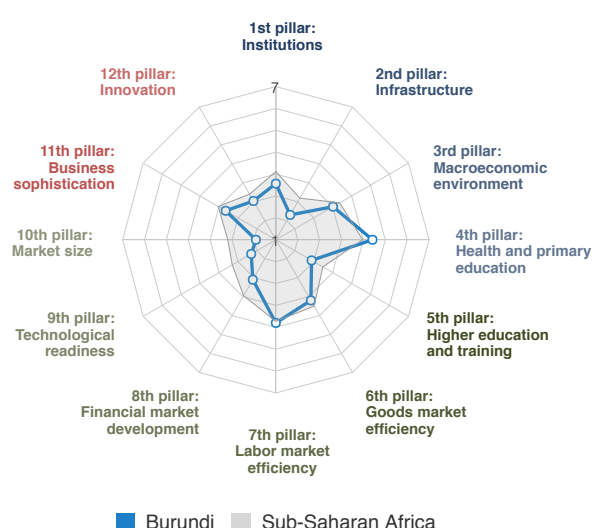 1st pillar:
Institutions
2nd pillar:
Infrastructure
3rd pillar:
Macroeconomic
environment
4th pillar:
Health and primary
education
5th pillar:
Higher education
and training
6th pillar:
Goods market
efficiency
7th pillar:
Labor market
efficiency
8th pillar:
Financial market
development
9th pillar:
Technological
readiness
10th pillar:
Market size
11th pillar:
Business
sophistication
12th pillar:
Innovation
7
1
Burundi
Sub-Saharan Africa